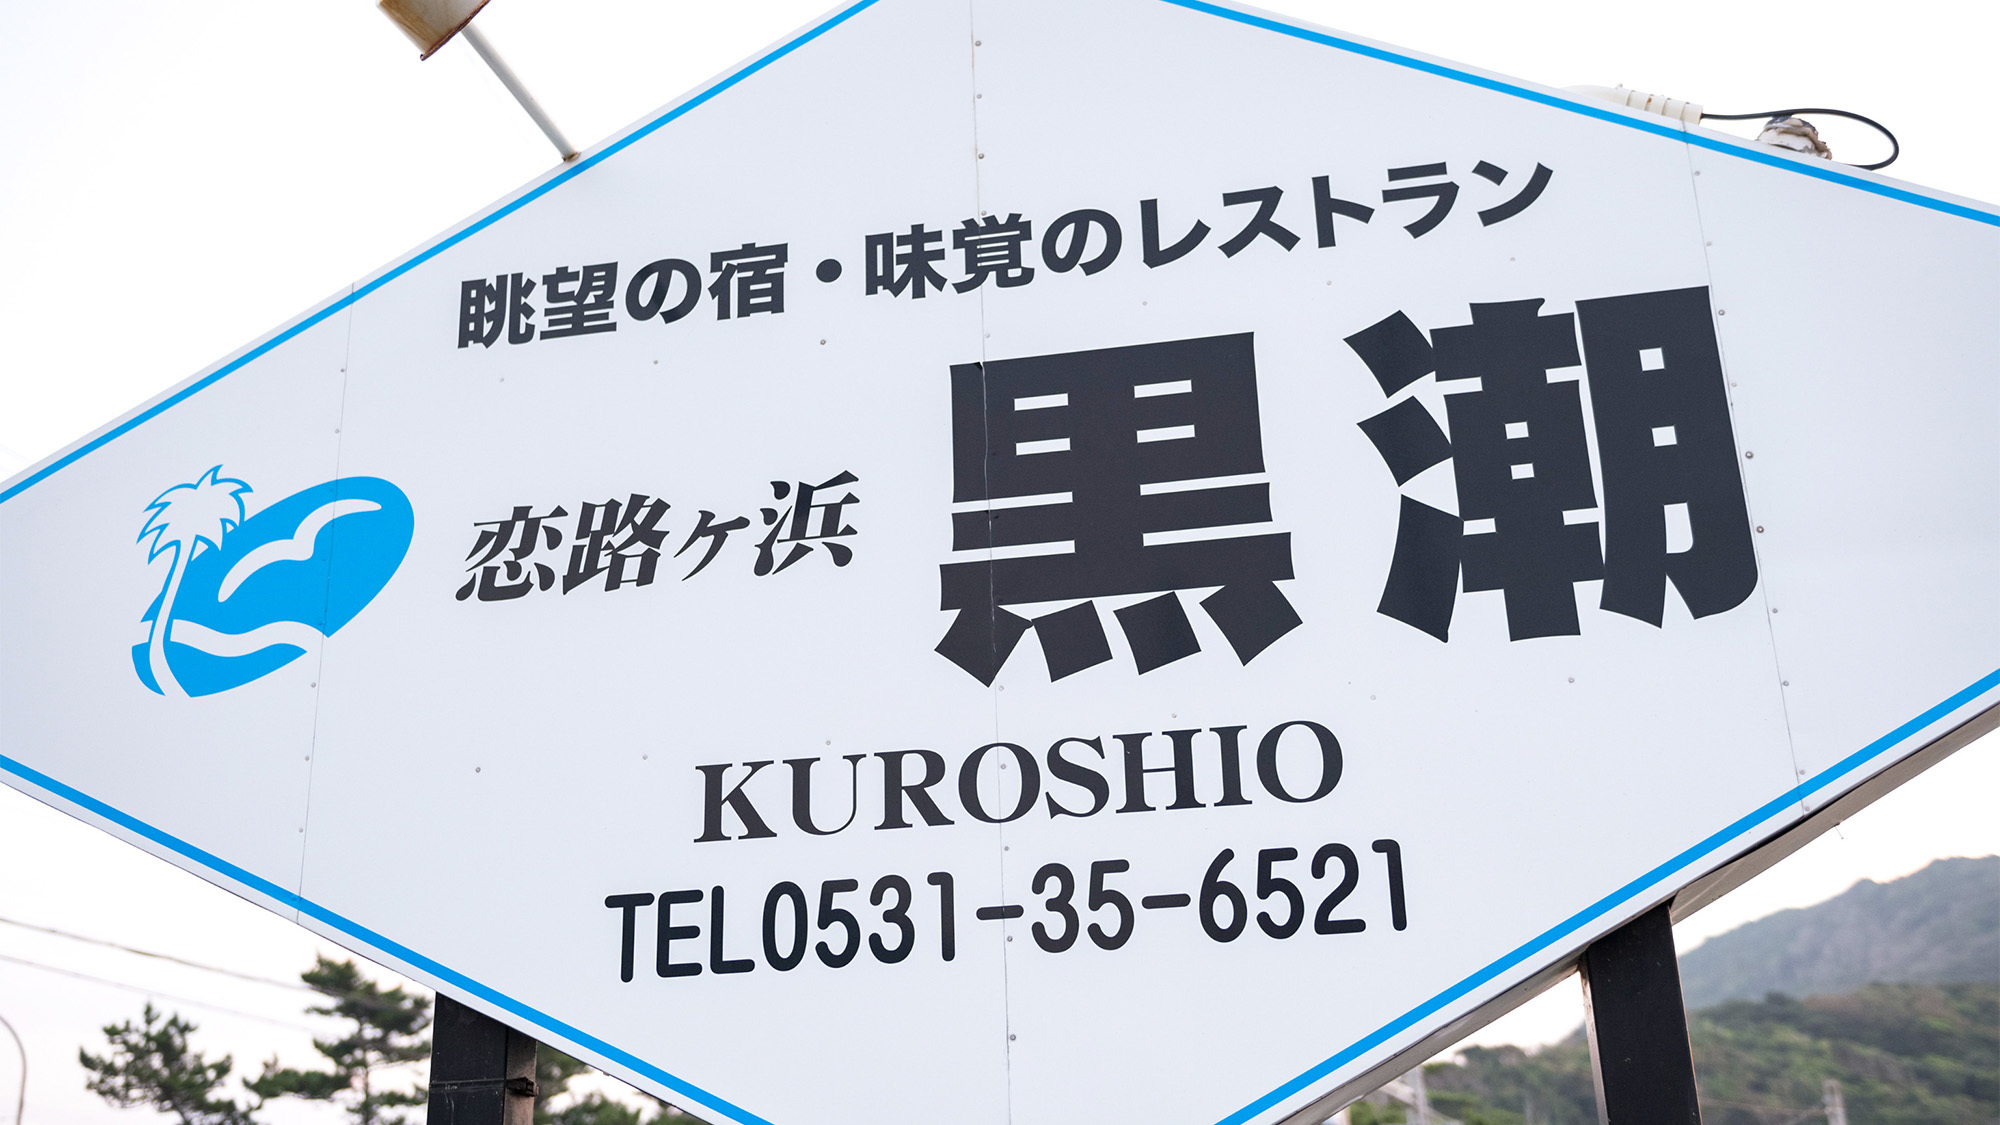 眺望の宿・味覚のレストラン
恋路ヶ浜 黒潮
KUROSHIO
TEL0531-35-6521